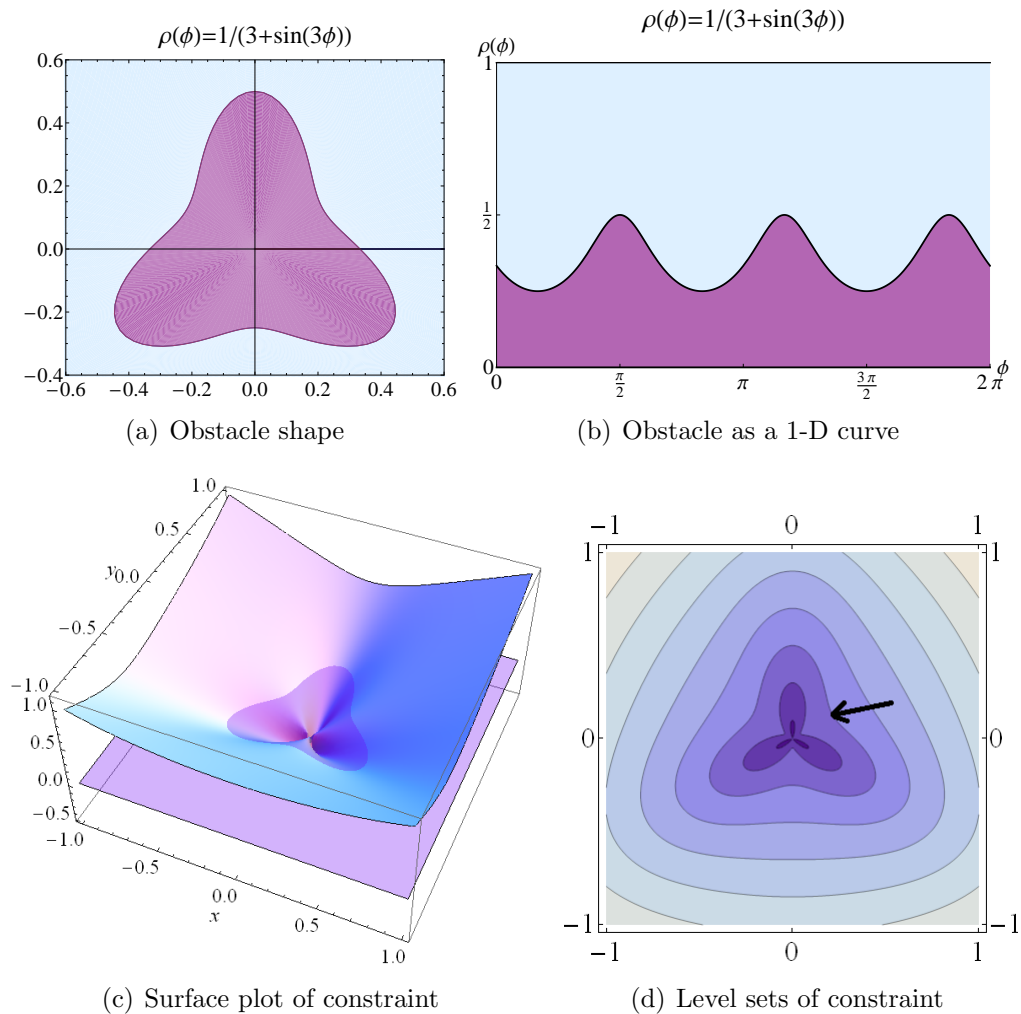 ρ(ϕ)=1/(3+sin(3ϕ))
0.6
0.4
0.2
0.0
−0.2
−0.4
−0.6 −0.4 −0.2 0.0 0.2 0.4 0.6
(a) Obstacle shape
ρ(ϕ)=1/(3+sin(3ϕ))
ρ(ϕ)
1
1/2
0
0 π/2 π 3π/2 2π ϕ
(b) Obstacle as a 1-D curve
1.0
0.5
y 0.0
−0.5
−1.0
1.0
0.5
0.0
−0.5
−1.0
−0.5
0.0
x
0.5
1.0
(c) Surface plot of constraint
−1 0 1
1 1
0 0
−1 −1
−1 0 1
(d) Level sets of constraint